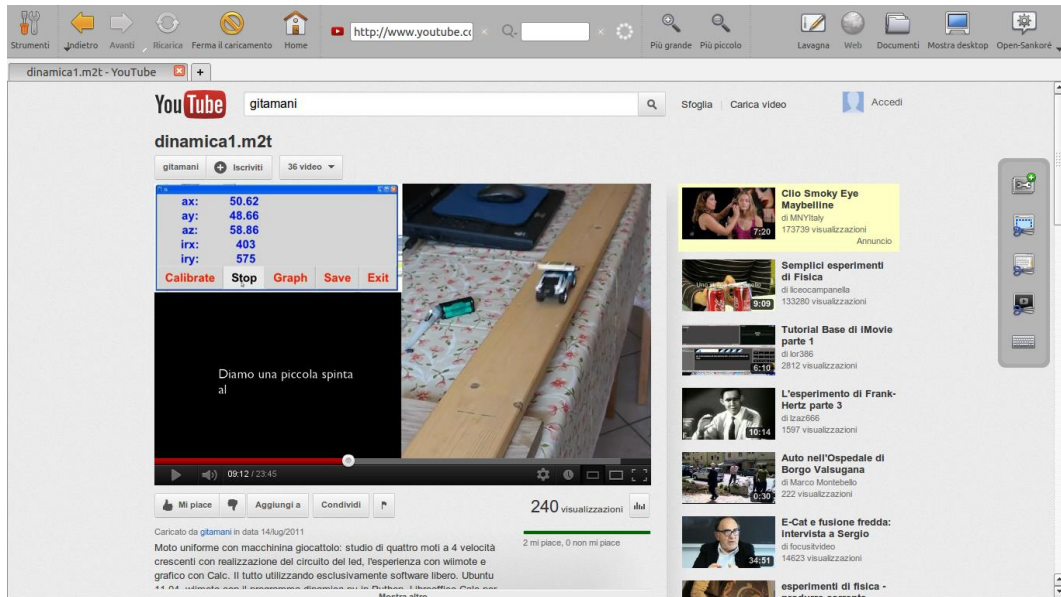 Strumenti Indietro Avanti Ricarica Ferma il caricamento Home http://www.youtube.co Più grande Più piccolo Lavagna Web Documenti Mostra desktop Open-Sankoré
dinamica1.m2t - YouTube
YouTube gitamani Sfoglia Carica video Accedi
dinamica1.m2t
gitamani Iscriviti 36 video
ax: 50.62
ay: 48.66
az: 58.86
irx: 403
iry: 575
Calibrate Stop Graph Save Exit
Diamo una piccola spinta
al
09:12 / 23:45
Mi piace Aggiungi a Condividi
240 visualizzazioni
Caricato da gitamani in data 14/lug/2011
2 mi piace, 0 non mi piace
Moto uniforme con macchinina giocattolo: studio di quattro moti a 4 velocità
crescenti con realizzazione del circuito del led, l'esperienza con wiimote e
grafico con Calc. Il tutto utilizzando esclusivamente software libero. Ubuntu
Mostra altro
Clio Smoky Eye
Maybelline
di MNYItaly
7:20
173739 visualizzazioni
Annuncio
Semplici esperimenti
di Fisica
di liceocampanella
9:09
133280 visualizzazioni
Tutorial Base di iMovie
parte 1
di lor386
6:10
2812 visualizzazioni
L'esperimento di Frank-
Hertz parte 3
di Izaz666
10:14
1597 visualizzazioni
Auto nell'Ospedale di
Borgo Valsugana
di Marco Montebello
0:30
222 visualizzazioni
E-Cat e fusione fredda:
intervista a Sergio
di focusitvideo
34:51
14623 visualizzazioni
esperimenti di fisica -